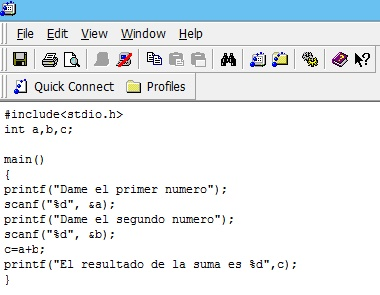 File Edit View Window Help
Quick Connect Profiles
#include<stdio.h>
int a,b,c;
main()
{
printf("Dame el primer numero");
scanf("%d", &a);
printf("Dame el segundo numero");
scanf("%d", &b);
c=a+b;
printf("El resultado de la suma es %d",c);
}